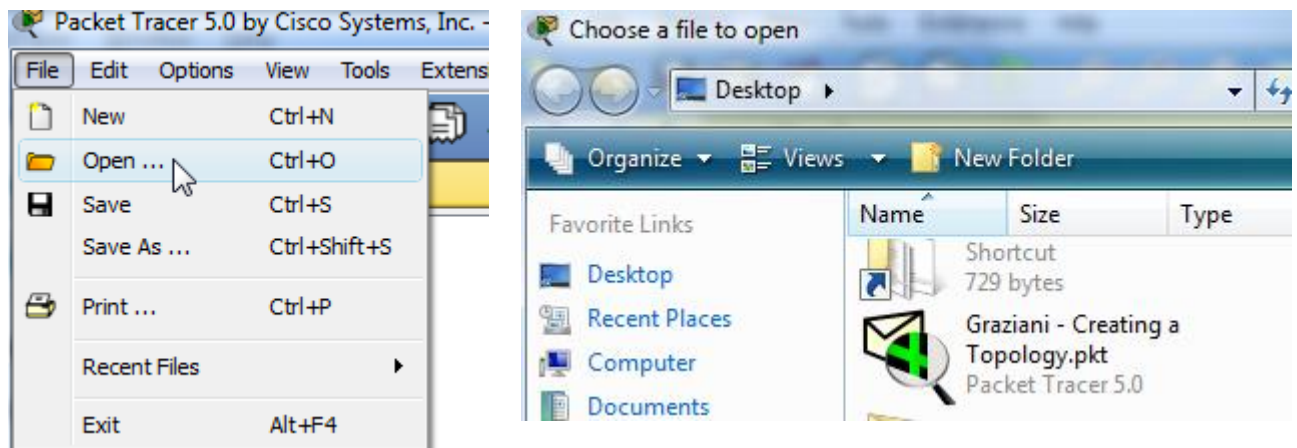 Packet Tracer 5.0 by Cisco Systems, Inc. -
File Edit Options View Tools Extensi
New Ctrl+N
Open ... Ctrl+O
Save Ctrl+S
Save As ... Ctrl+Shift+S
Print ... Ctrl+P
Recent Files
Exit Alt+F4
Choose a file to open
Desktop
Organize Views New Folder
Favorite Links
Desktop
Recent Places
Computer
Documents
Name Size Type
Shortcut
729 bytes
Graziani - Creating a
Topology.pkt
Packet Tracer 5.0